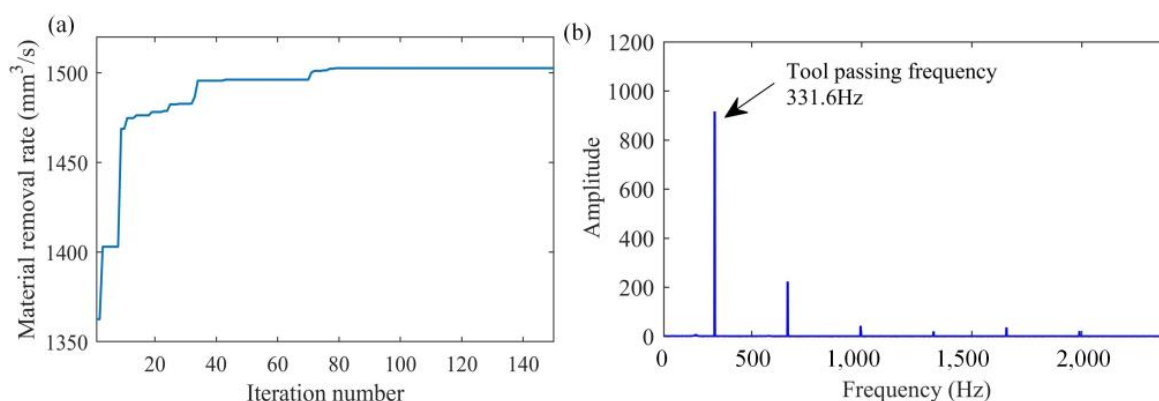 (a)
Material removal rate (mm³/s)
1500
1450
1400
1350
20
40
60
80
100
120
140
Iteration number
(b)
Amplitude
1200
1000
800
600
400
200
0
Tool passing frequency
331.6Hz
0
500
1,000
1,500
2,000
Frequency (Hz)